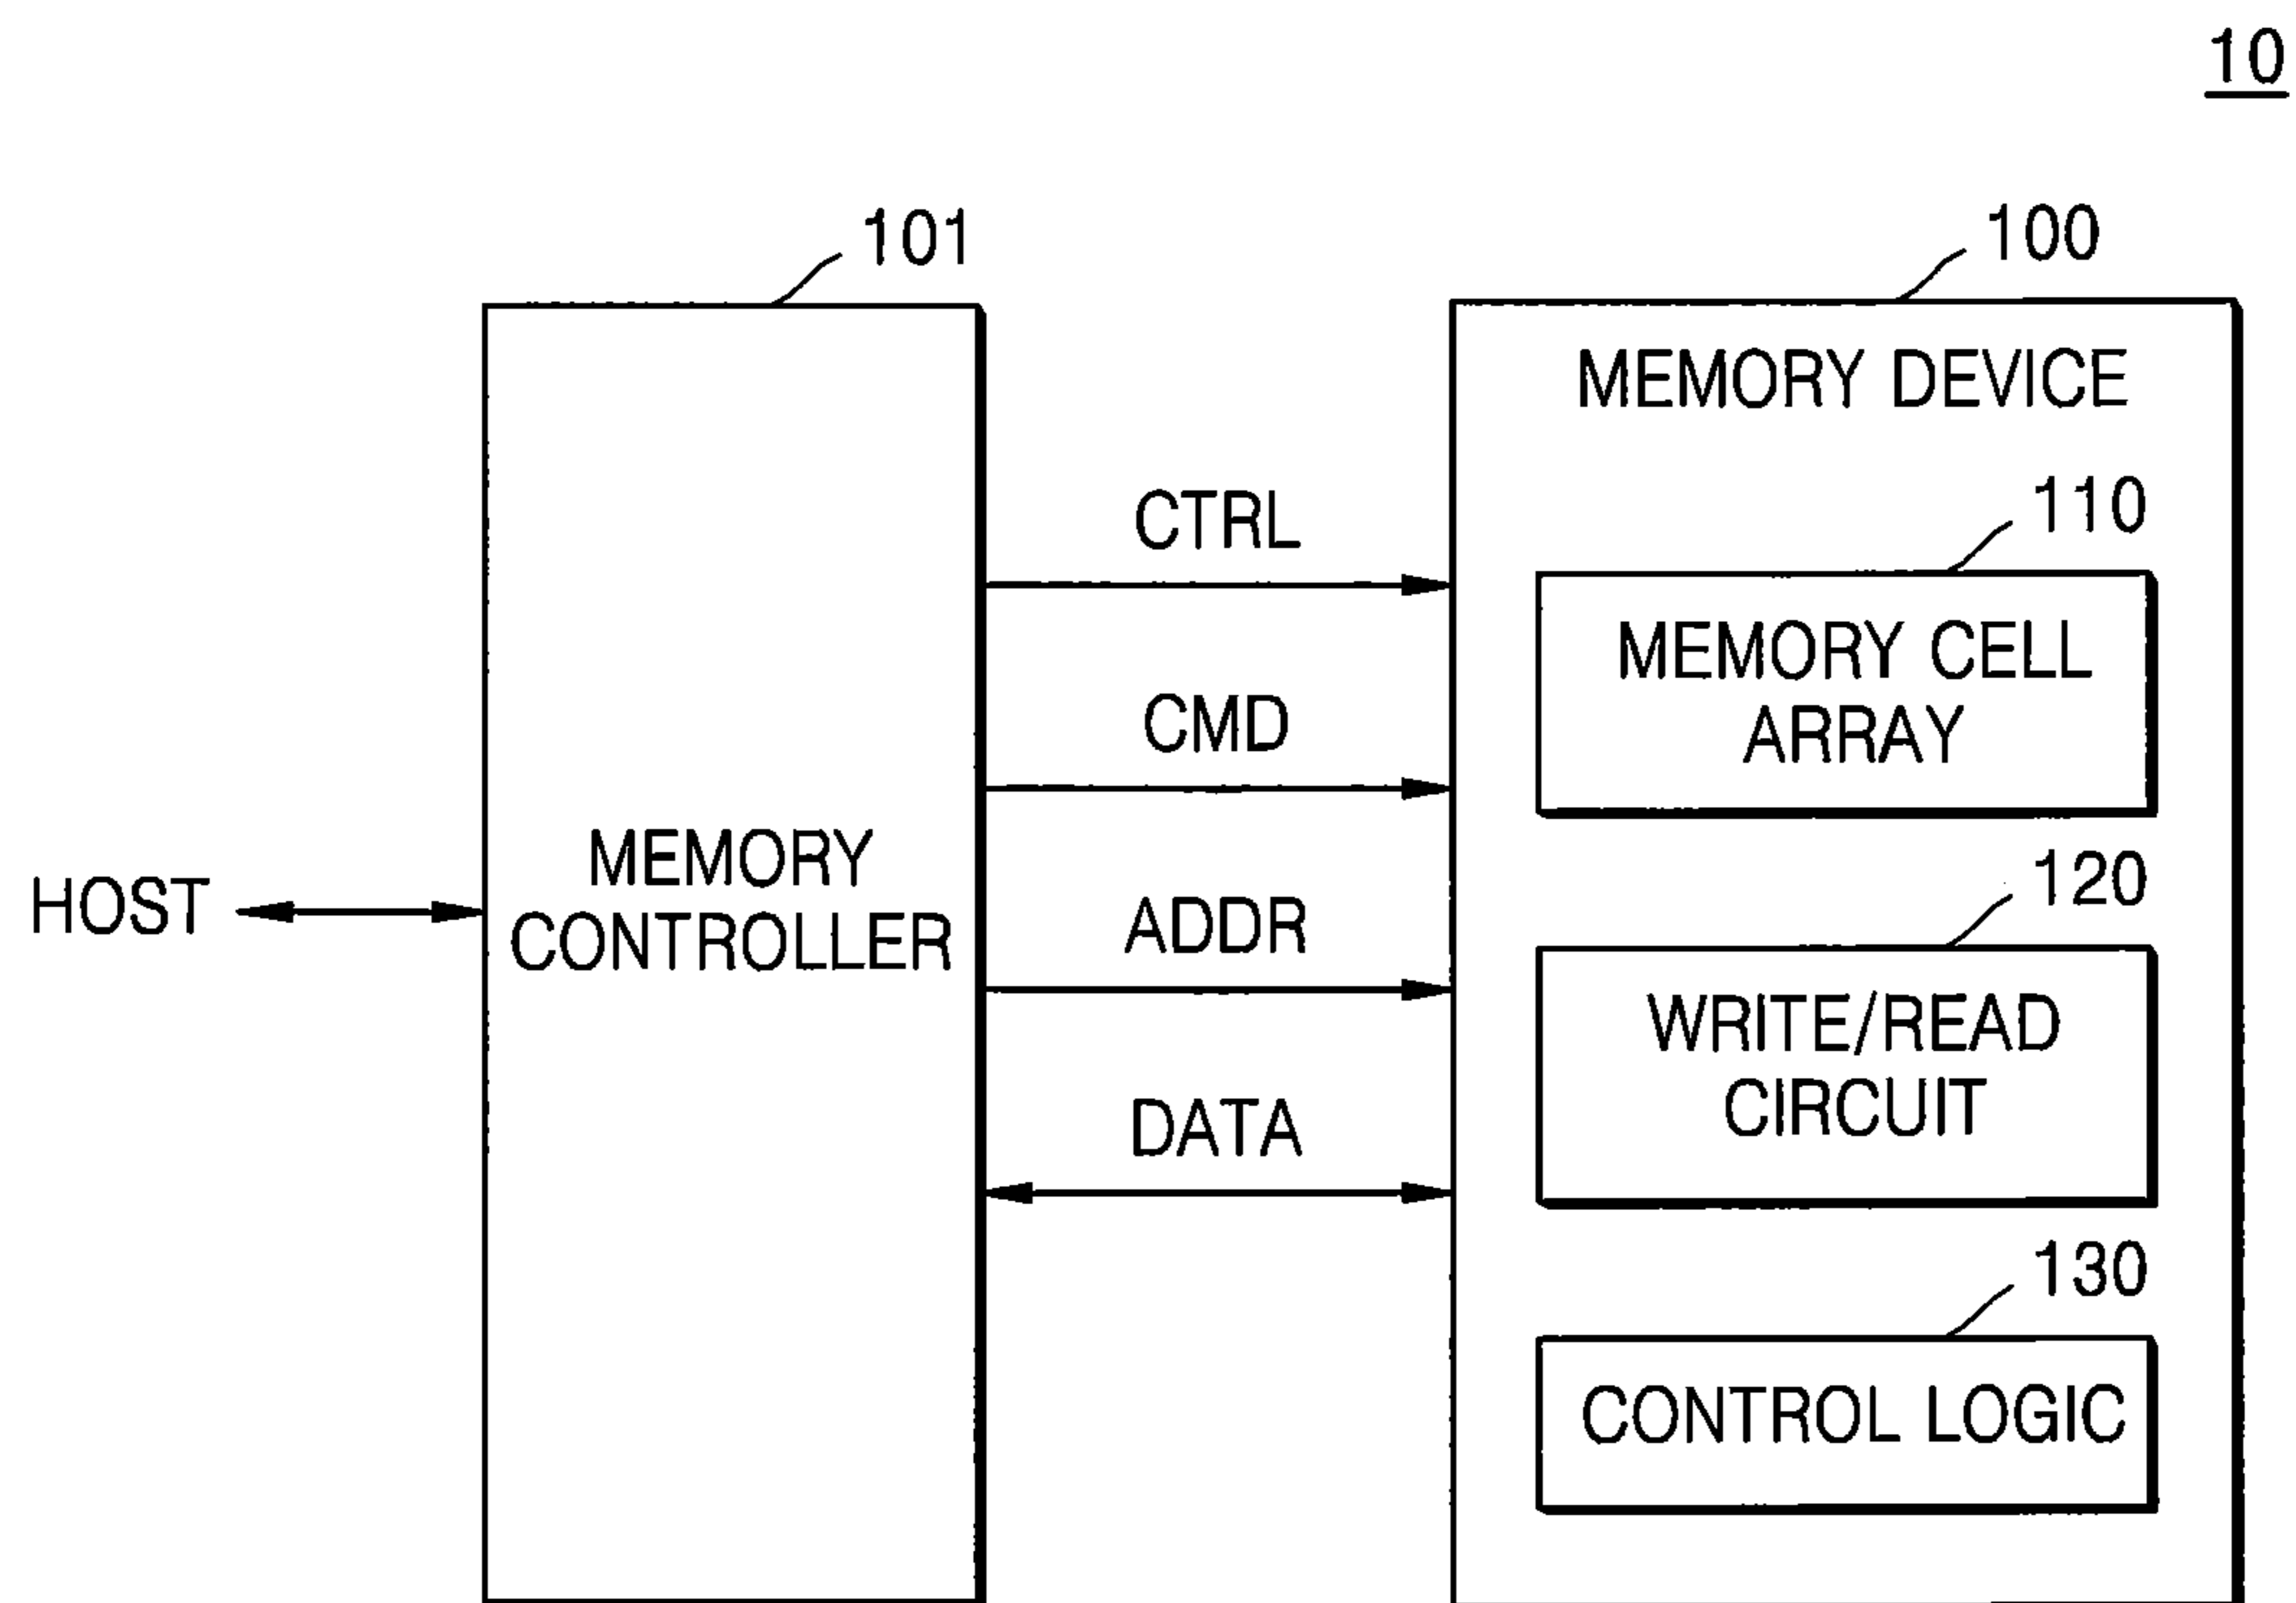 10
101
100
MEMORY DEVICE
CTRL
110
MEMORY CELL
ARRAY
CMD
MEMORY
CONTROLLER
HOST
ADDR
120
WRITE/READ
CIRCUIT
DATA
130
CONTROL LOGIC